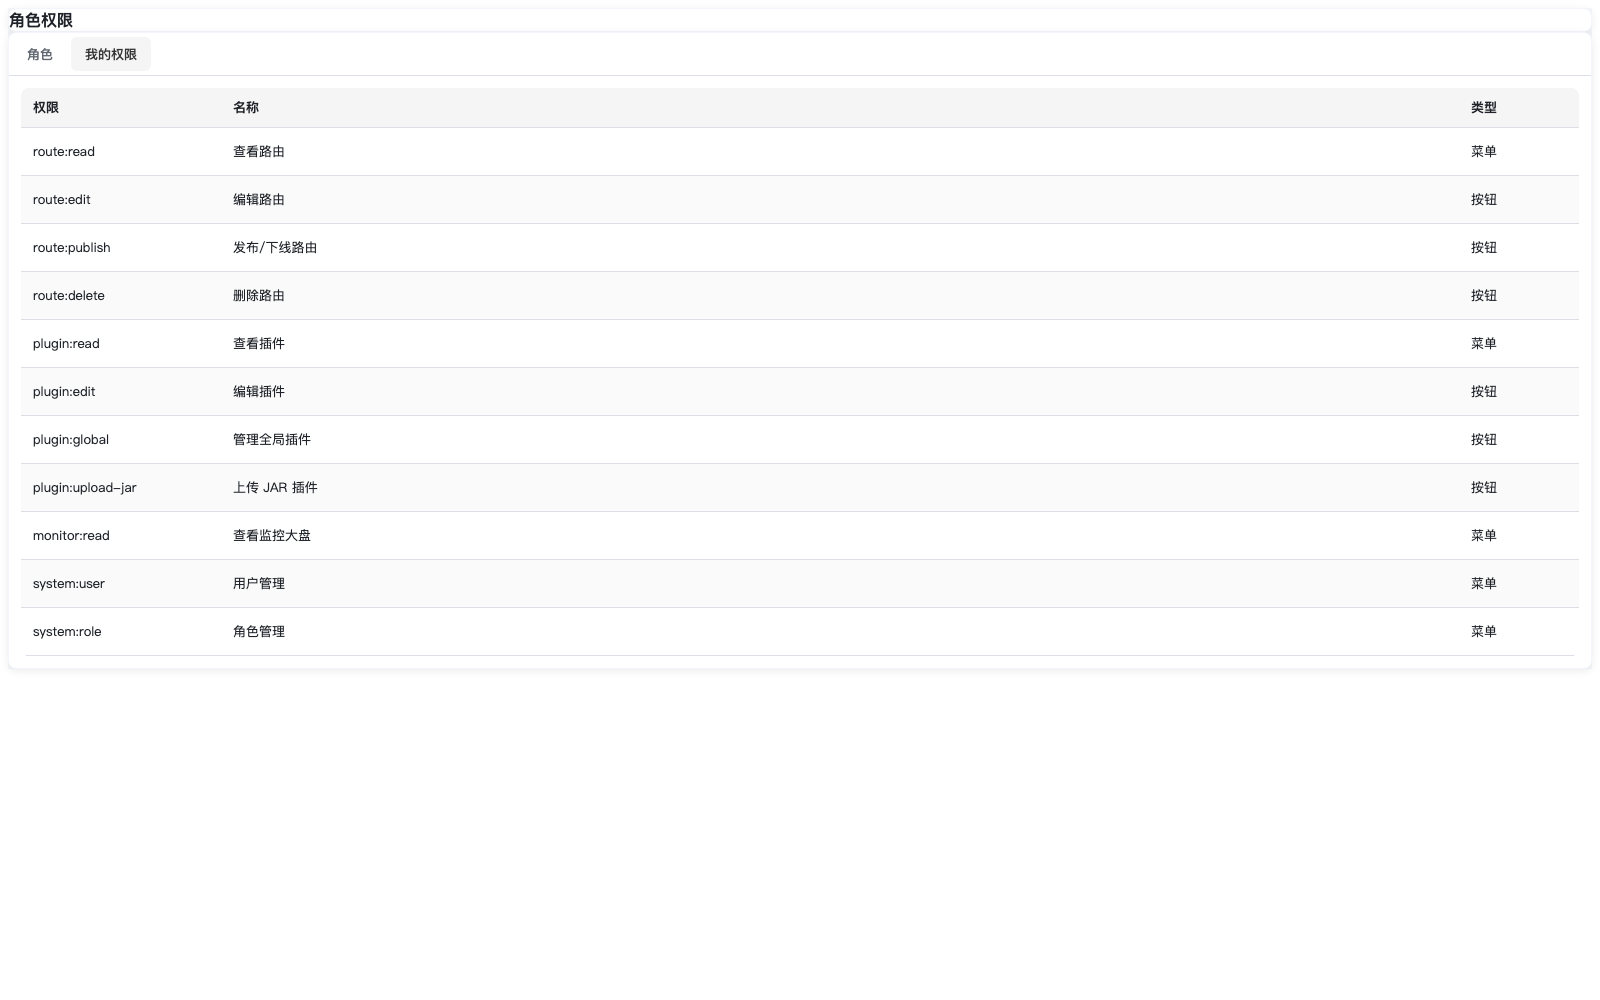 角色权限
角色 我的权限
权限 名称 类型
route:read 查看路由 菜单
route:edit 编辑路由 按钮
route:publish 发布/下线路由 按钮
route:delete 删除路由 按钮
plugin:read 查看插件 菜单
plugin:edit 编辑插件 按钮
plugin:global 管理全局插件 按钮
plugin:upload-jar 上传 JAR 插件 按钮
monitor:read 查看监控大盘 菜单
system:user 用户管理 菜单
system:role 角色管理 菜单